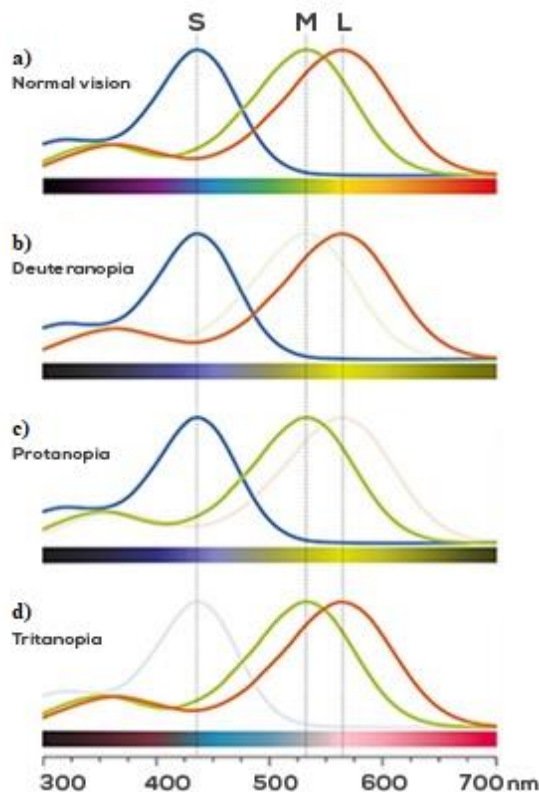 S M L
a)
Normal vision
b)
Deuteranopia
c)
Protanopia
d)
Tritanopia
300 400 500 600 700 nm